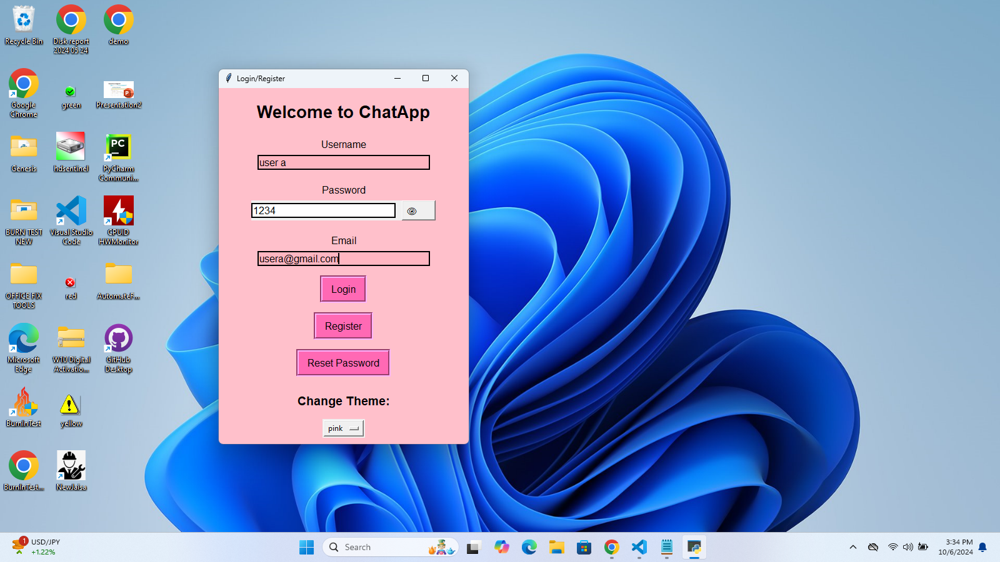 Recycle Bin
Disk report
2024 05 24
demo
Google
Chrome
green
Presentation2
Genesis
hdsentinel
PC
PyCharm
Communi...
BURN TEST
NEW
Visual Studio
Code
CPUID
HWMonitor
OFFICE FIX
TOOLS
red
AutomateF...
Microsoft
Edge
W10 Digital
Activatio...
GitHub
Desktop
BurnInTest
yellow
BurnInTest...
NewJaisa
Login/Register
Welcome to ChatApp
Username
user a
Password
1234
Email
usera@gmail.com
Login
Register
Reset Password
Change Theme:
pink
1
USD/JPY
+1.22%
Search
3:34 PM
10/6/2024